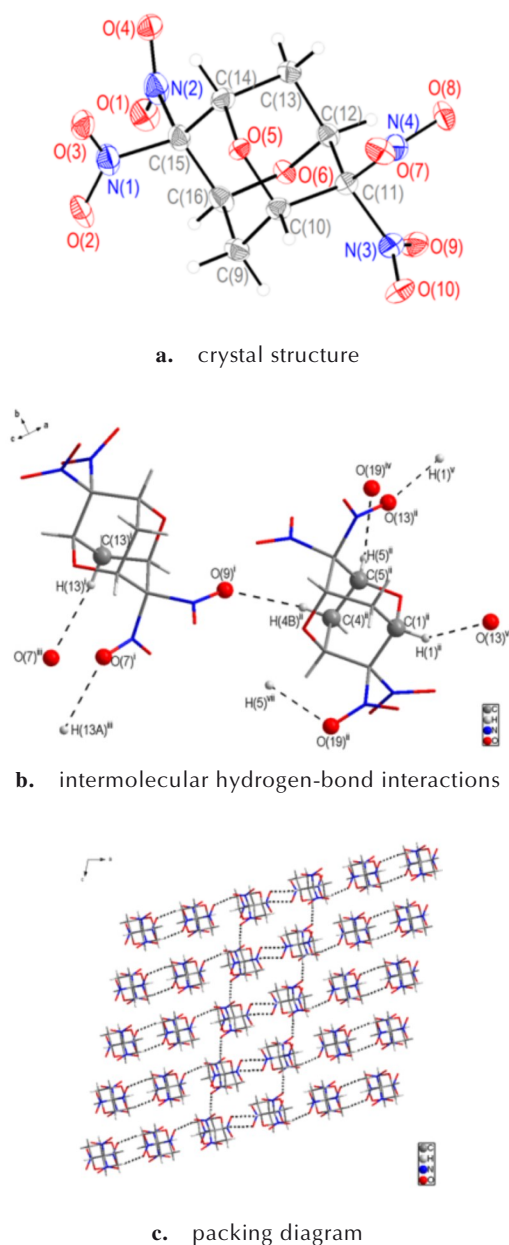 O(4)
N(2)
C(14)
C(13)
O(8)
O(1)
C(12)
N(4)
O(3)
O(5)
C(15)
O(6)
O(7)
N(1)
C(16)
C(11)
O(2)
C(10)
N(3)
O(9)
C(9)
O(10)
a. crystal structure
b
c
a
O(19)ⁱᵛ
H(1)ᵛ
O(13)ⁱⁱ
C(13)ⁱ
H(5)ⁱⁱ
C(5)ⁱⁱ
H(13)ⁱ
O(9)ⁱ
H(4B)ⁱⁱ
C(4)ⁱⁱ
C(1)ⁱⁱ
O(7)ⁱⁱⁱ
O(7)ⁱ
H(1)ⁱⁱ
O(13)ᵛ
H(13A)ⁱⁱⁱ
H(5)ᵛⁱⁱ
O(19)ⁱⁱ
C
H
N
O
b. intermolecular hydrogen-bond interactions
C
H
N
O
c. packing diagram